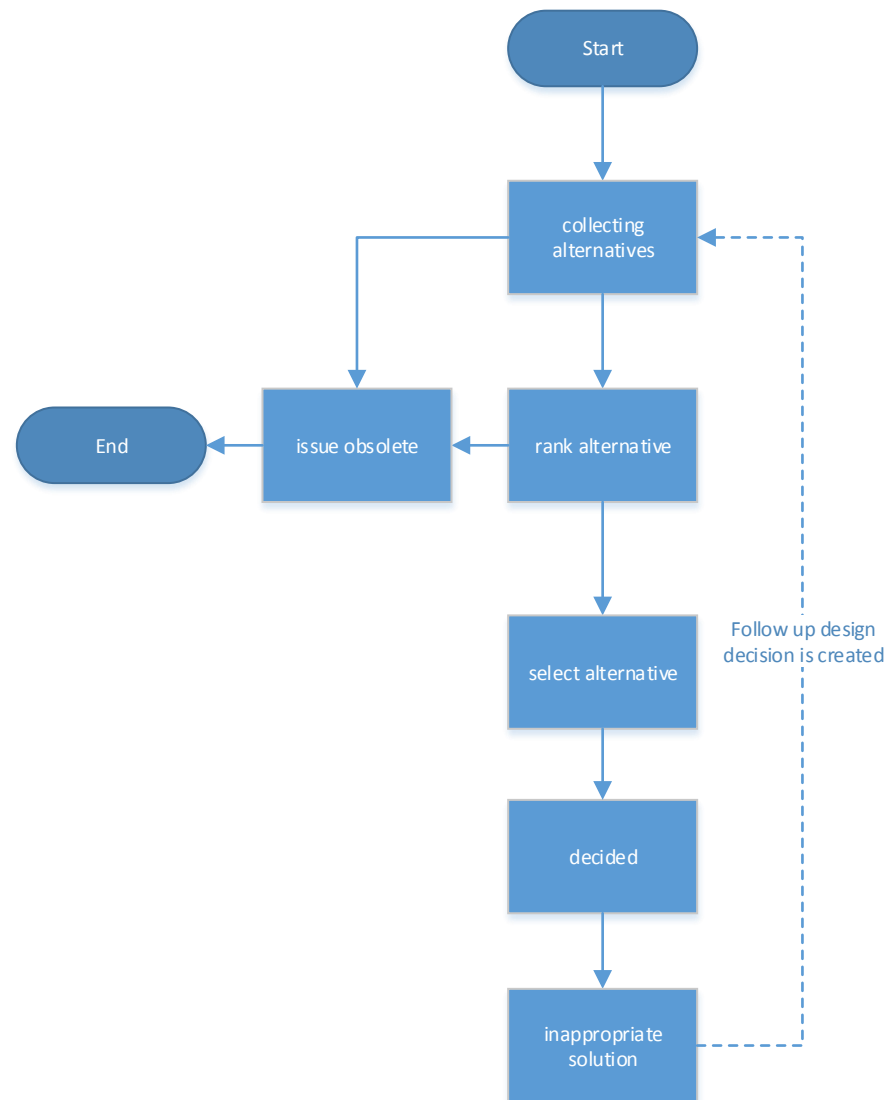 Start
collecting
alternatives
End
issue obsolete
rank alternative
Follow up design
decision is created
select alternative
decided
inappropriate
solution